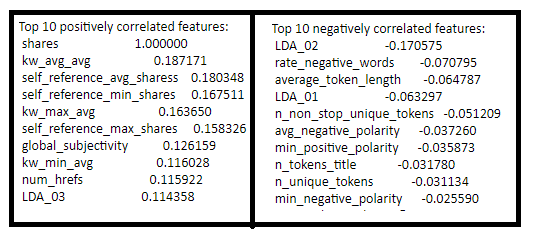 Top 10 positively correlated features:
shares 1.000000
kw_avg_avg 0.187171
self_reference_avg_sharess 0.180348
self_reference_min_shares 0.167511
kw_max_avg 0.163650
self_reference_max_shares 0.158326
global_subjectivity 0.126159
kw_min_avg 0.116028
num_hrefs 0.115922
LDA_03 0.114358
Top 10 negatively correlated features:
LDA_02 -0.170575
rate_negative_words -0.070795
average_token_length -0.064787
LDA_01 -0.063297
n_non_stop_unique_tokens -0.051209
avg_negative_polarity -0.037260
min_positive_polarity -0.035873
n_tokens_title -0.031780
n_unique_tokens -0.031134
min_negative_polarity -0.025590